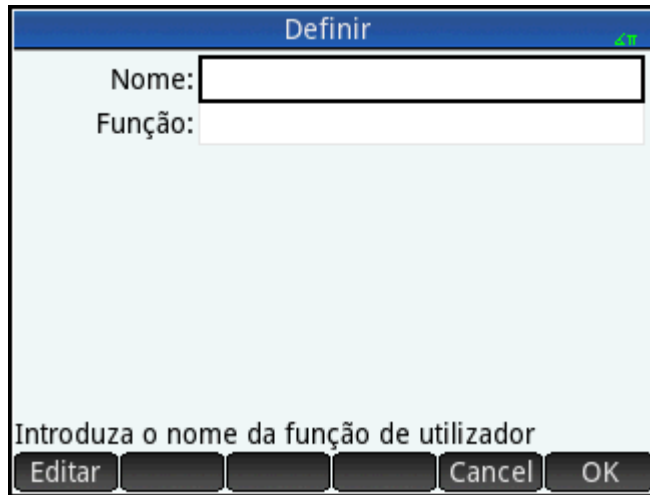 Definir
∡π
Nome:
Função:
Introduza o nome da função de utilizador
Editar Cancel OK